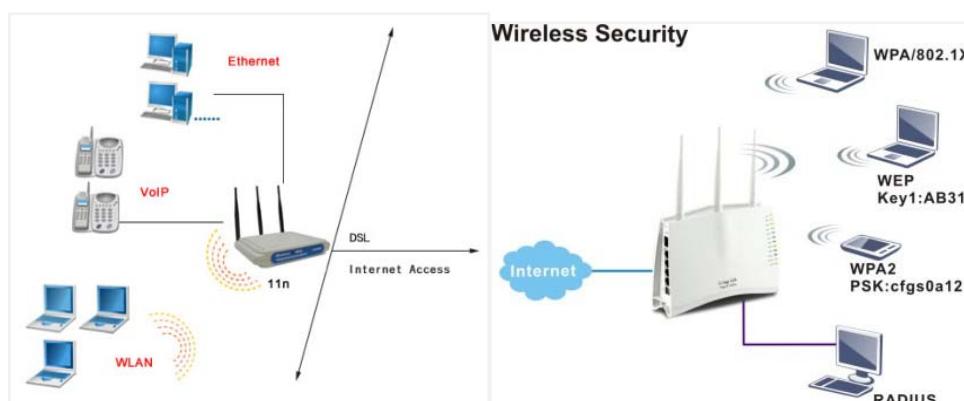 Ethernet
......
VoIP
DSL
Internet Access
11n
WLAN
Wireless Security
WPA/802.1X
WEP
Key1:AB31
Internet
WPA2
PSK:cfgs0a12
RADIUS